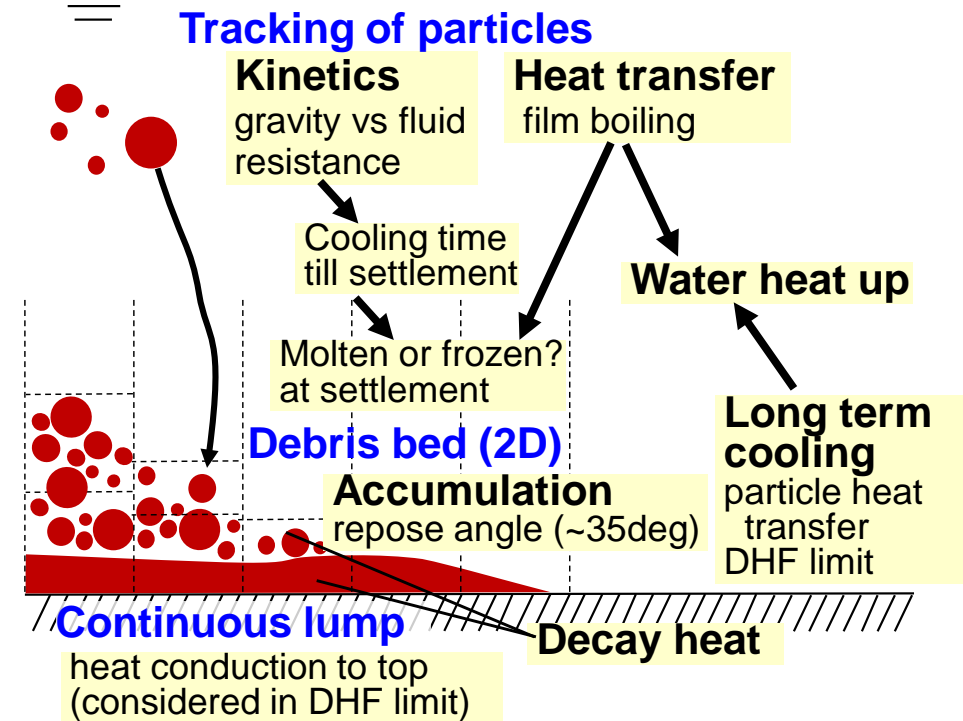 Tracking of particles
Kinetics
gravity vs fluid
resistance
Heat transfer
film boiling
Cooling time
till settlement
Water heat up
Molten or frozen?
at settlement
Long term
cooling
particle heat
transfer
DHF limit
Debris bed (2D)
Accumulation
repose angle (~35deg)
Continuous lump
heat conduction to top
(considered in DHF limit)
Decay heat